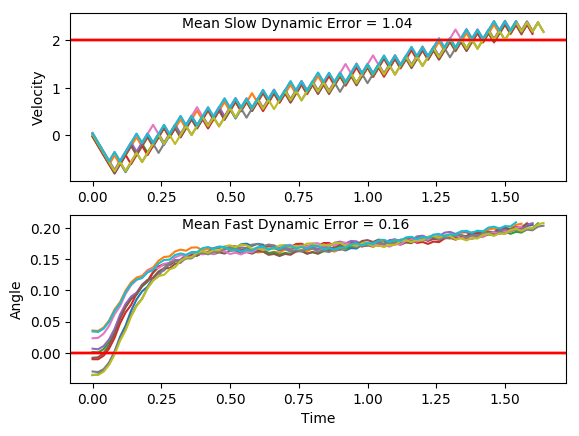 Mean Slow Dynamic Error = 1.04
Velocity
2
1
0
0.00 0.25 0.50 0.75 1.00 1.25 1.50
Mean Fast Dynamic Error = 0.16
Angle
0.20
0.15
0.10
0.05
0.00
0.00 0.25 0.50 0.75 1.00 1.25 1.50
Time